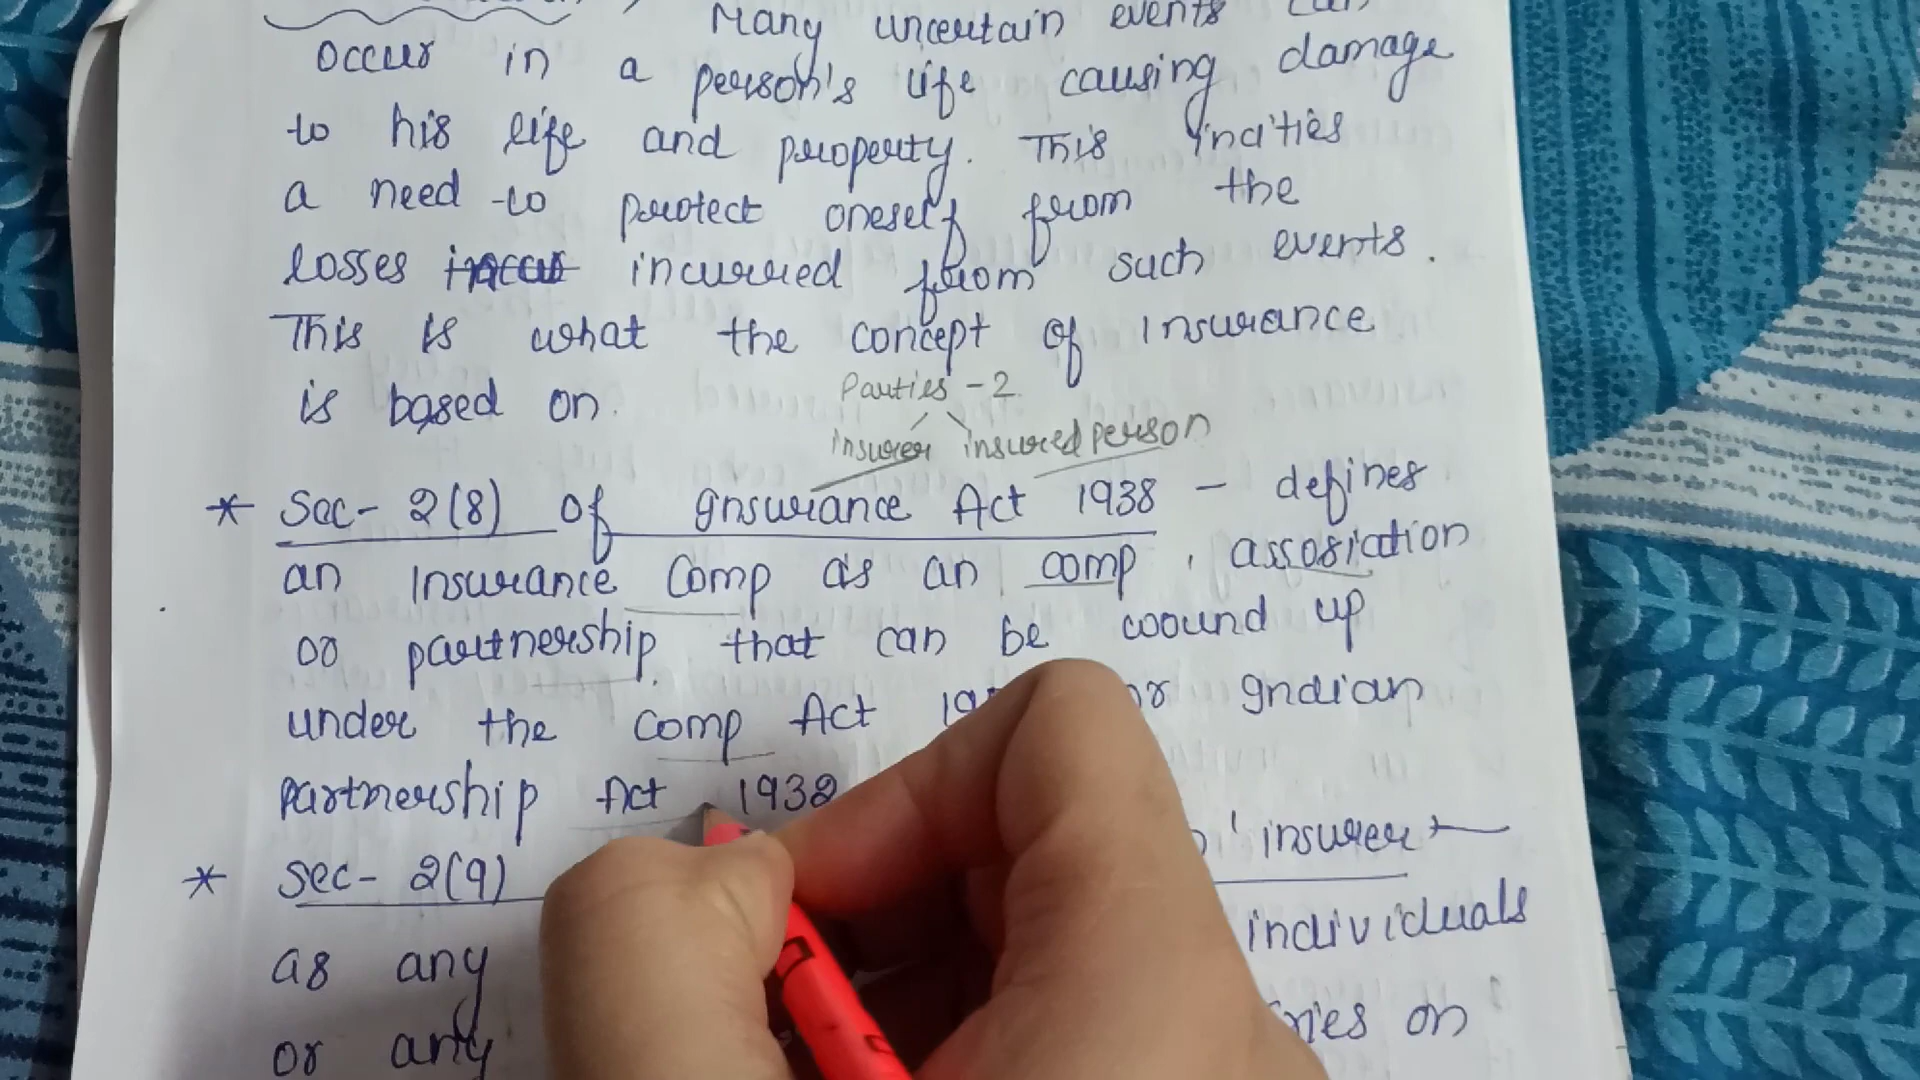 Many uncertain events
occur in a person's life causing damage
to his life and property. This incities
a need to protect oneself from the
losses incurred from such events.
This is what the concept of insurance
is based on.
Parties - 2
insurer insured person
* Sec- 2(8) of Insurance Act 1938 - defines
an insurance comp as an comp, assosiation
or partnership that can be wound up
under the comp Act or Indian
partnership Act 1932
* Sec- 2(9) 'insurer'
as any individuals
or any on